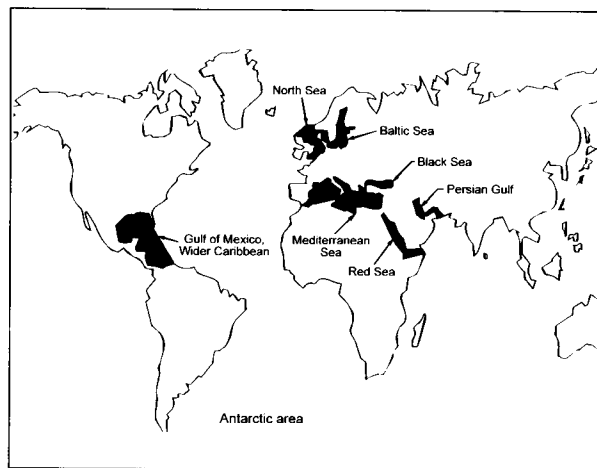 North Sea
Baltic Sea
Black Sea
Persian Gulf
Gulf of Mexico,
Wider Caribbean
Mediterranean
Sea
Red Sea
Antarctic area